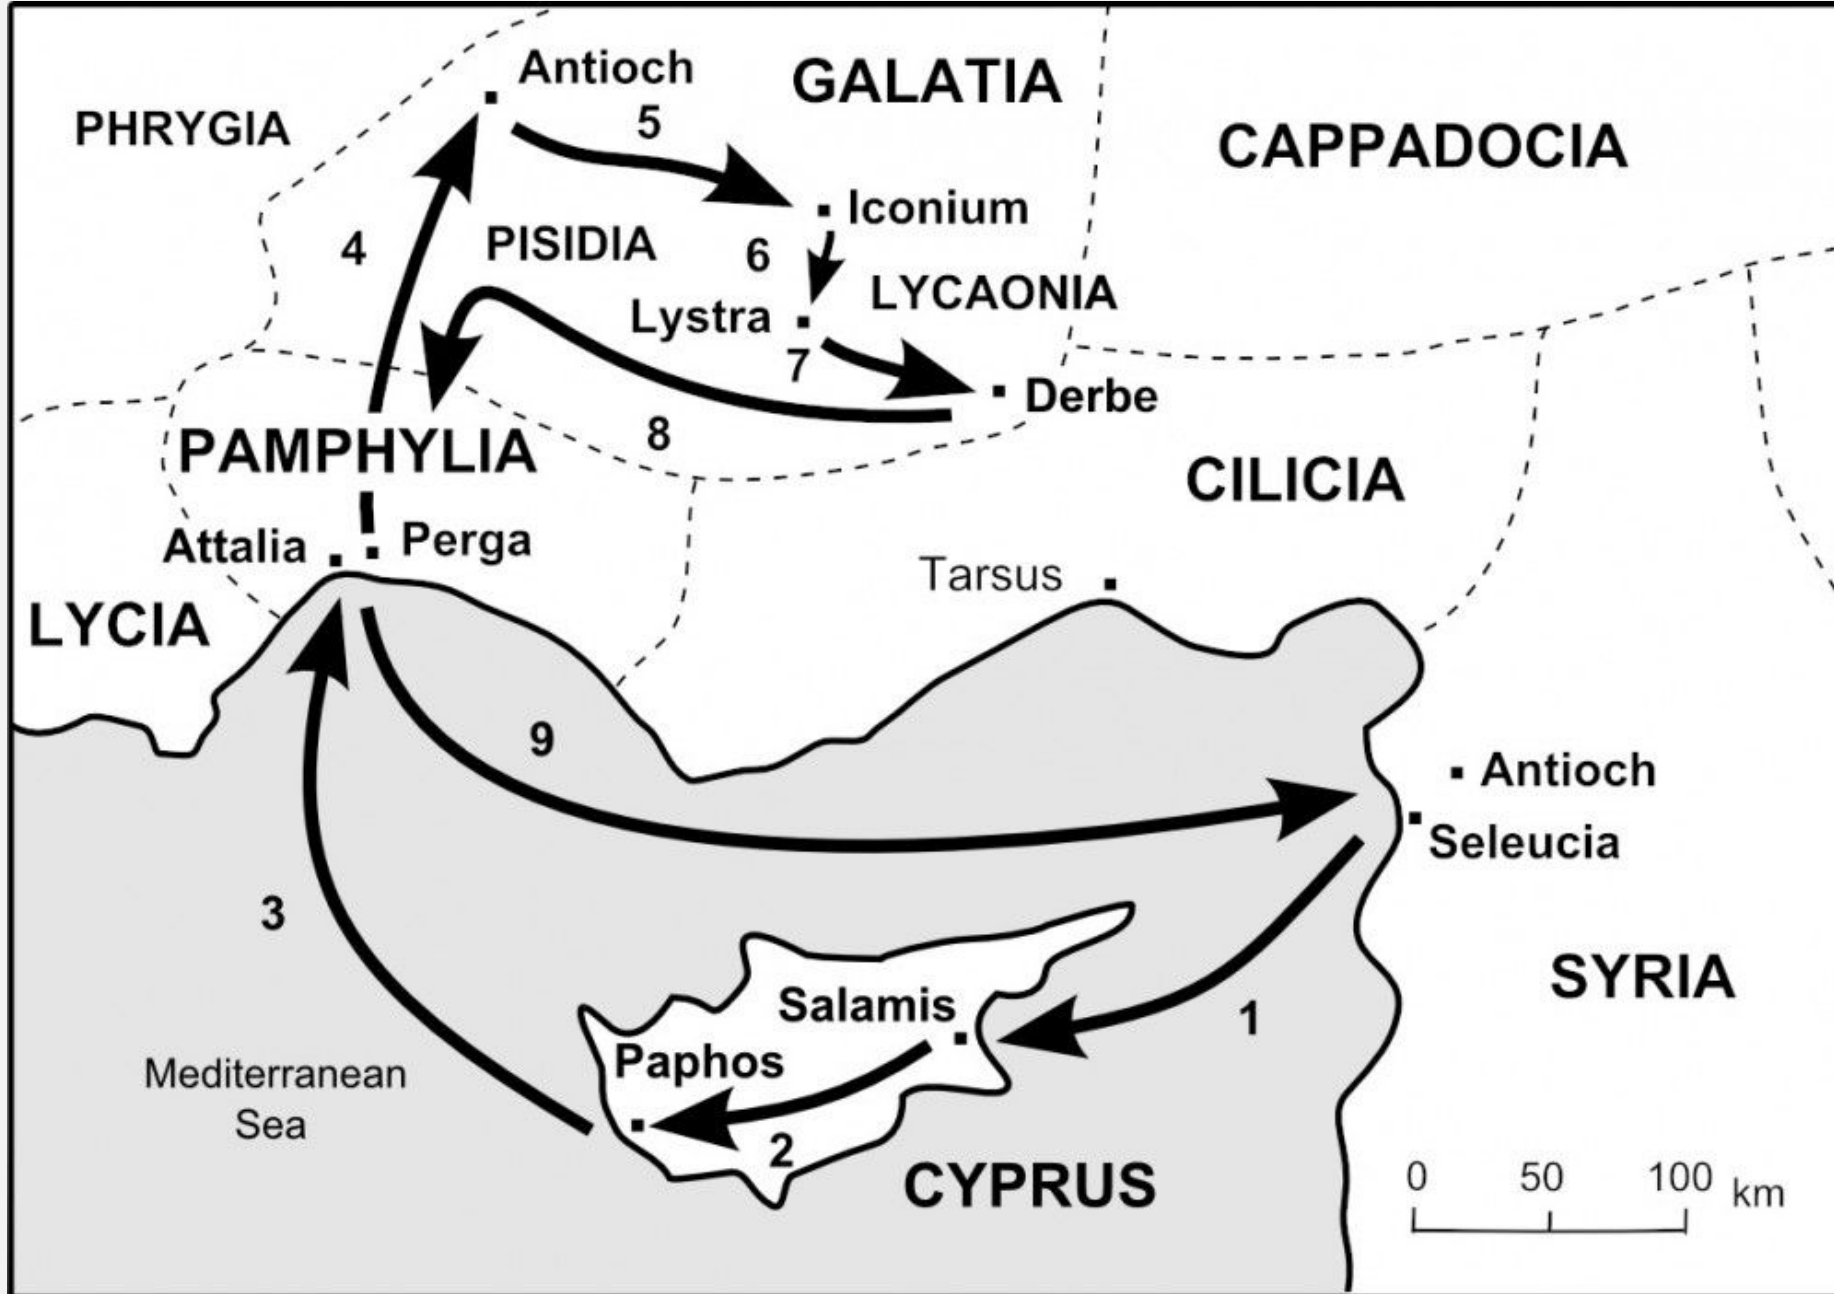 Antioch
GALATIA
5
PHRYGIA
CAPPADOCIA
Iconium
4
PISIDIA
6
LYCAONIA
Lystra
7
Derbe
8
PAMPHYLIA
CILICIA
Attalia
Perga
Tarsus
LYCIA
9
Antioch
Seleucia
3
SYRIA
Salamis
1
Paphos
Mediterranean
Sea
2
CYPRUS
0 50 100 km